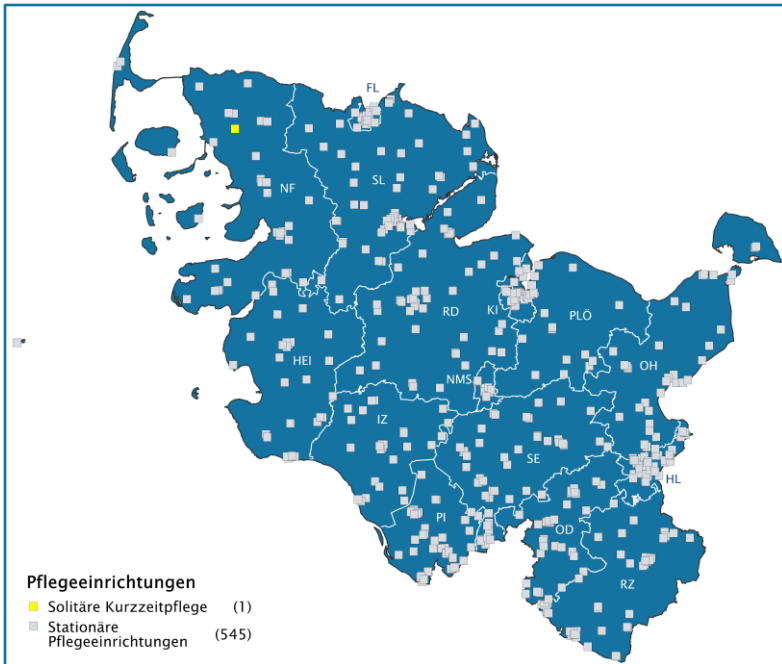 FL
SL
NF
RD
KI
PLÖ
HEI
OH
NMS
IZ
SE
HL
PI
OD
RZ
Pflegeeinrichtungen
Solitäre Kurzzeitpflege (1)
Stationäre
Pflegeeinrichtungen (545)